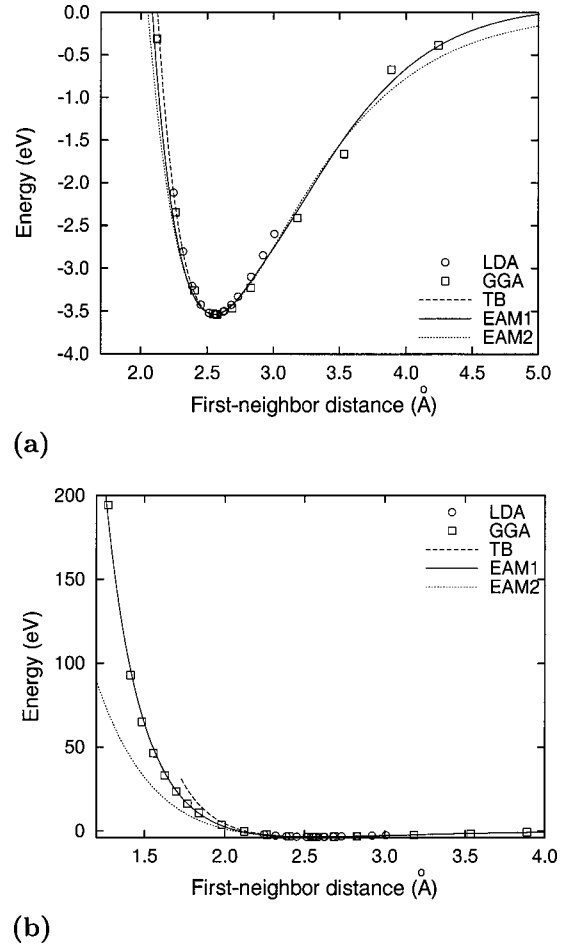 0.0
-0.5
-1.0
-1.5
-2.0
-2.5
-3.0
-3.5
-4.0
Energy (eV)
LDA
GGA
TB
EAM1
EAM2
2.0 2.5 3.0 3.5 4.0 4.5 5.0
First-neighbor distance (Å)
(a)
200
150
100
50
0
Energy (eV)
LDA
GGA
TB
EAM1
EAM2
1.5 2.0 2.5 3.0 3.5 4.0
First-neighbor distance (Å)
(b)